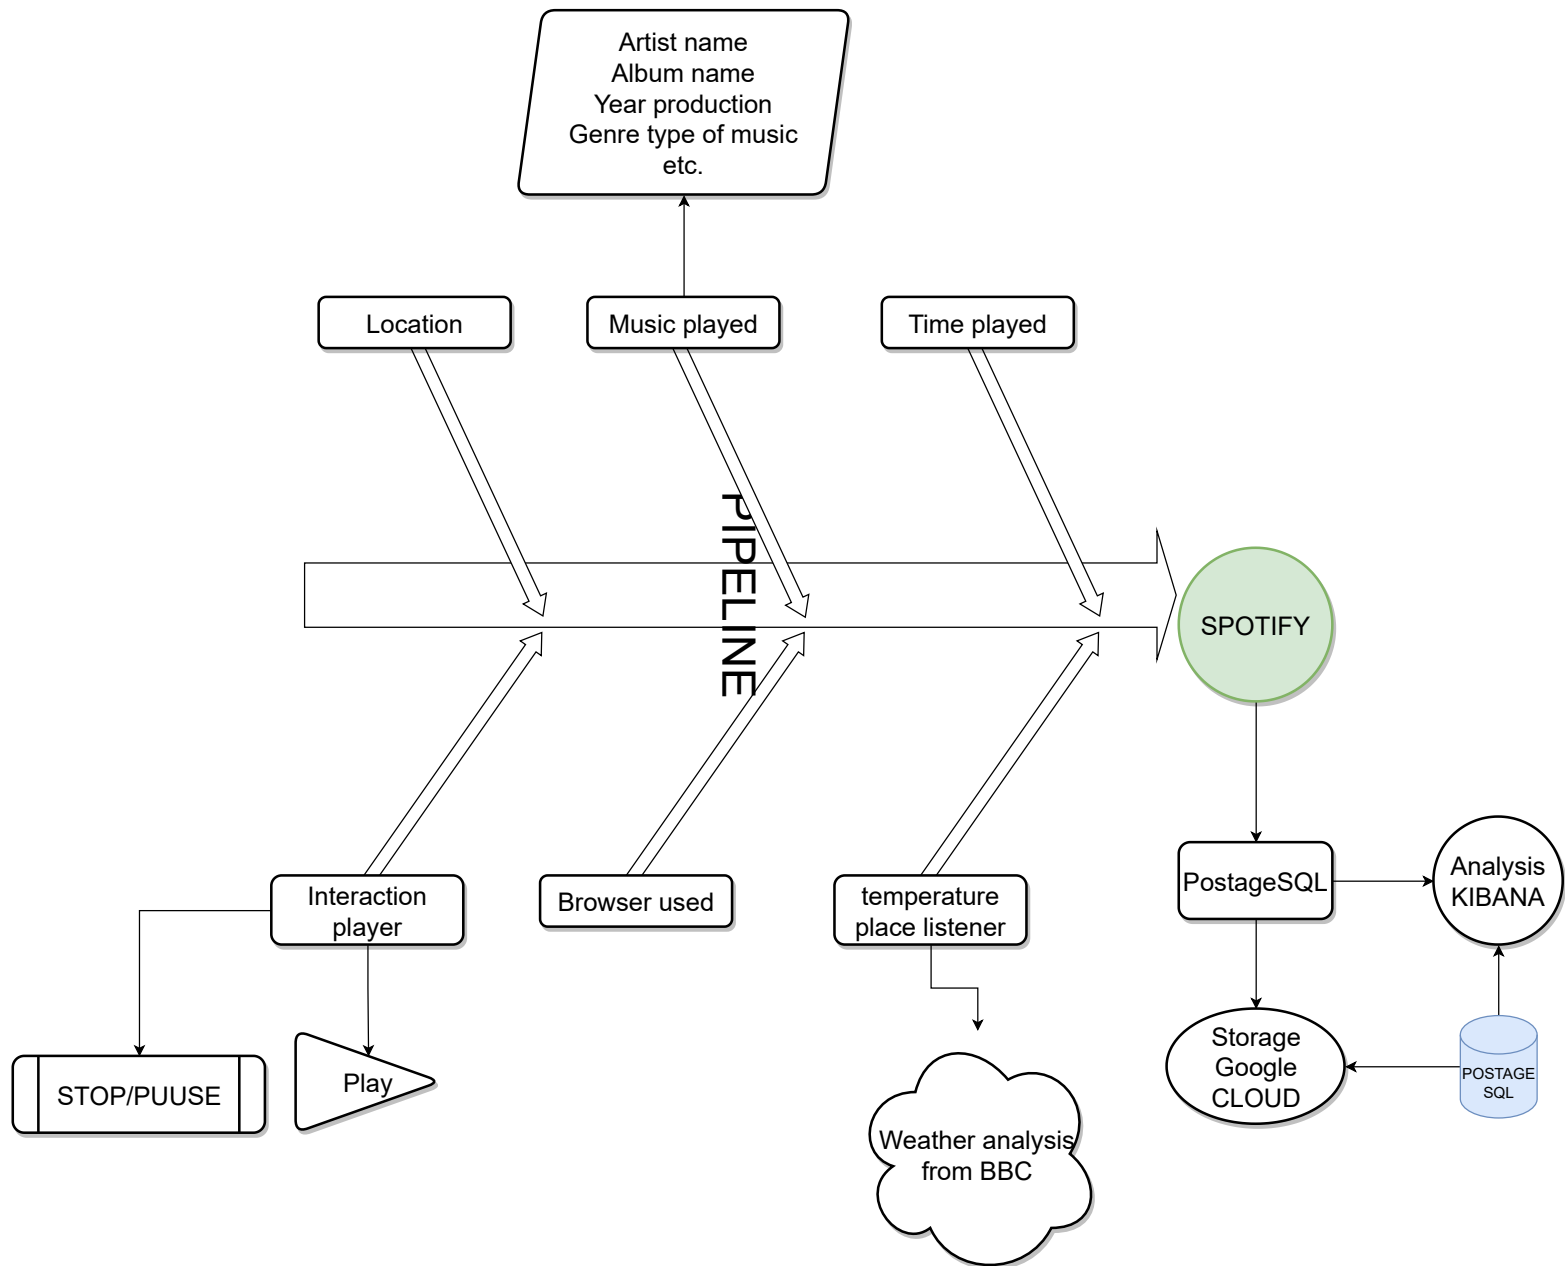 Artist name
Album name
Year production
Genre type of music
etc.
Location
Music played
Time played
PIPELINE
SPOTIFY
Interaction
player
Browser used
temperature
place listener
PostageSQL
Analysis
KIBANA
STOP/PUUSE
Play
Weather analysis
from BBC
Storage
Google
CLOUD
POSTAGE
SQL